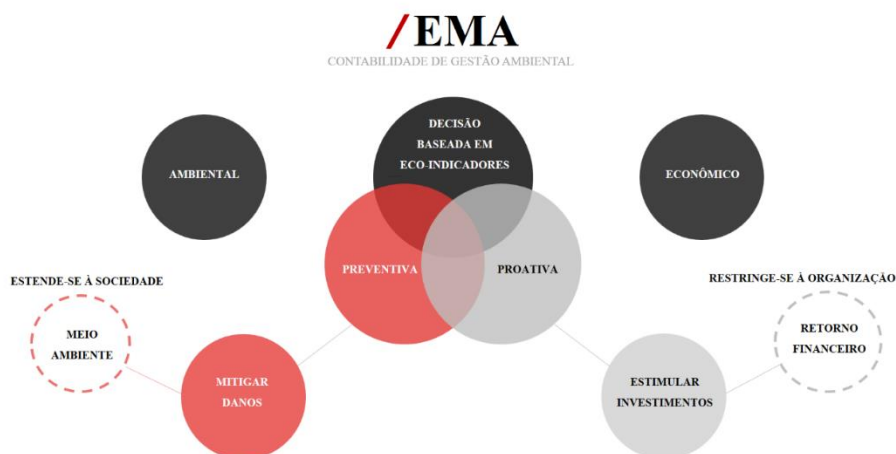 /EMA
CONTABILIDADE DE GESTÃO AMBIENTAL
DECISÃO
BASEADA EM
ECO-INDICADORES
AMBIENTAL
ECONÔMICO
PREVENTIVA
PROATIVA
ESTENDE-SE À SOCIEDADE
RESTRINGE-SE À ORGANIZAÇÃO
MEIO
AMBIENTE
RETORNO
FINANCEIRO
MITIGAR
DANOS
ESTIMULAR
INVESTIMENTOS